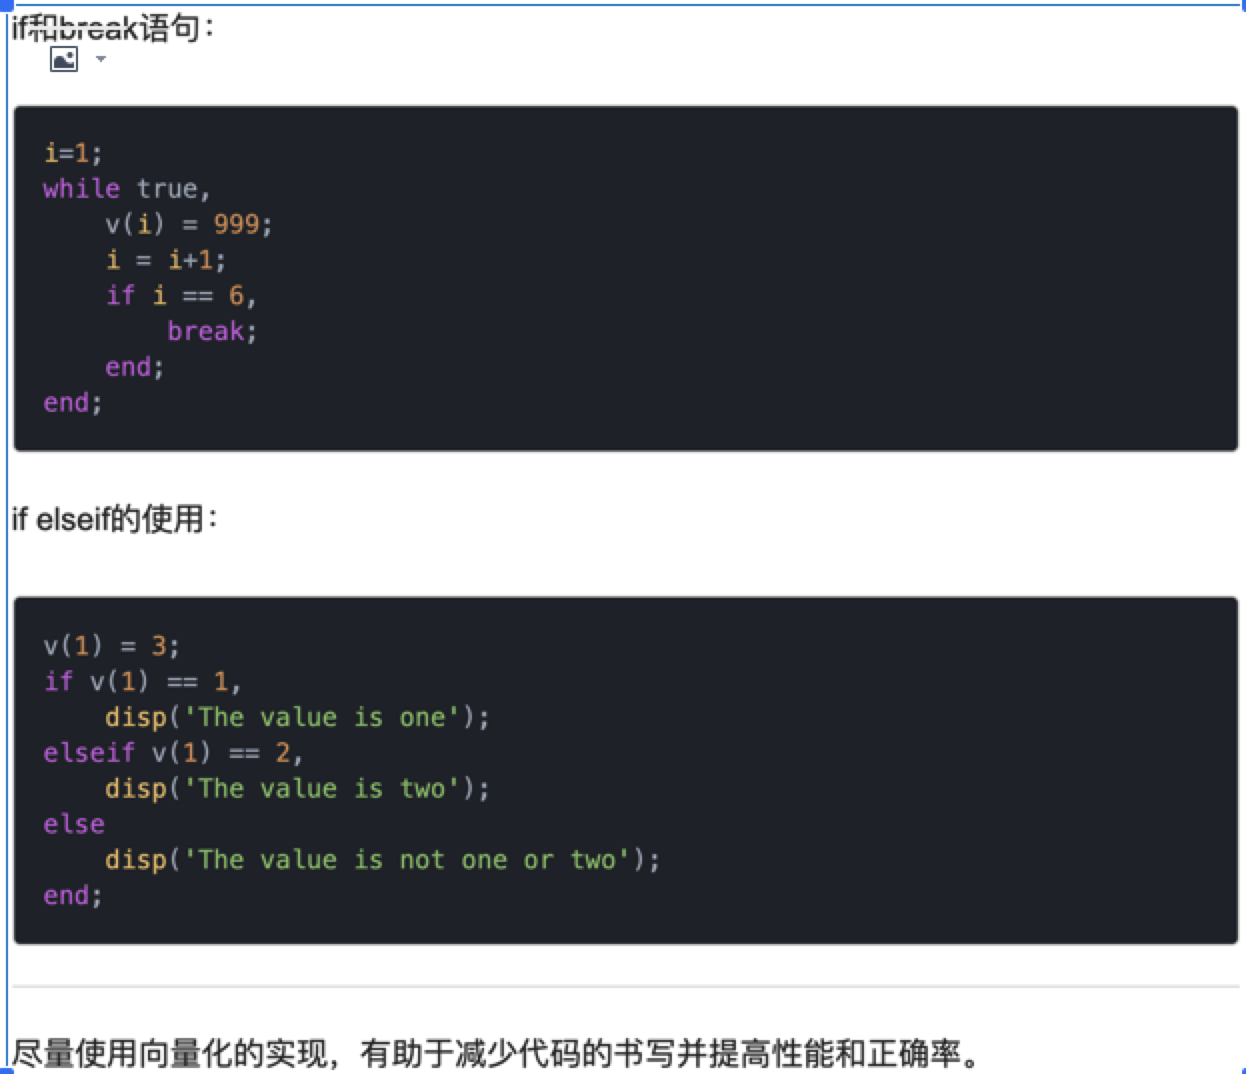 if和break语句：
i=1;
while true,
    v(i) = 999;
    i = i+1;
    if i == 6,
        break;
    end;
end;
if elseif的使用：
v(1) = 3;
if v(1) == 1,
    disp('The value is one');
elseif v(1) == 2,
    disp('The value is two');
else
    disp('The value is not one or two');
end;
尽量使用向量化的实现，有助于减少代码的书写并提高性能和正确率。